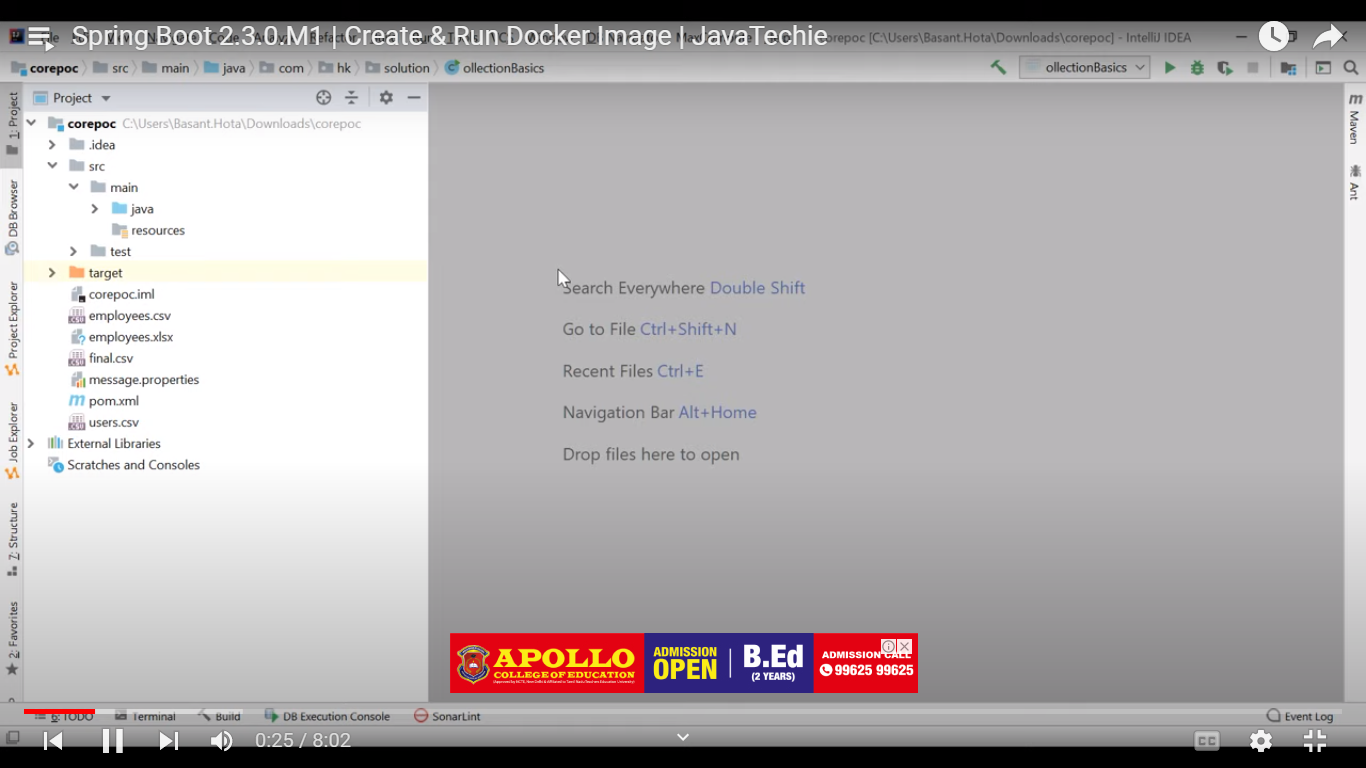 Spring Boot 2.3.0.M1 | Create & Run Docker Image | JavaTechie
corepoc [C:\Users\Basant.Hota\Downloads\corepoc] - IntelliJ IDEA
corepoc src main java com hk solution ollectionBasics
ollectionBasics
1: Project
DB Browser
Project Explorer
Job Explorer
7: Structure
2: Favorites
Project
corepoc C:\Users\Basant.Hota\Downloads\corepoc
.idea
src
main
java
resources
test
target
corepoc.iml
employees.csv
employees.xlsx
final.csv
message.properties
pom.xml
users.csv
External Libraries
Scratches and Consoles
Search Everywhere Double Shift
Go to File Ctrl+Shift+N
Recent Files Ctrl+E
Navigation Bar Alt+Home
Drop files here to open
Maven
Ant
APOLLO
COLLEGE OF EDUCATION
ADMISSION
OPEN
B.Ed
(2 YEARS)
ADMISSION CALL
99625 99625
6: TODO Terminal Build DB Execution Console SonarLint Event Log
0:25 / 8:02
CC